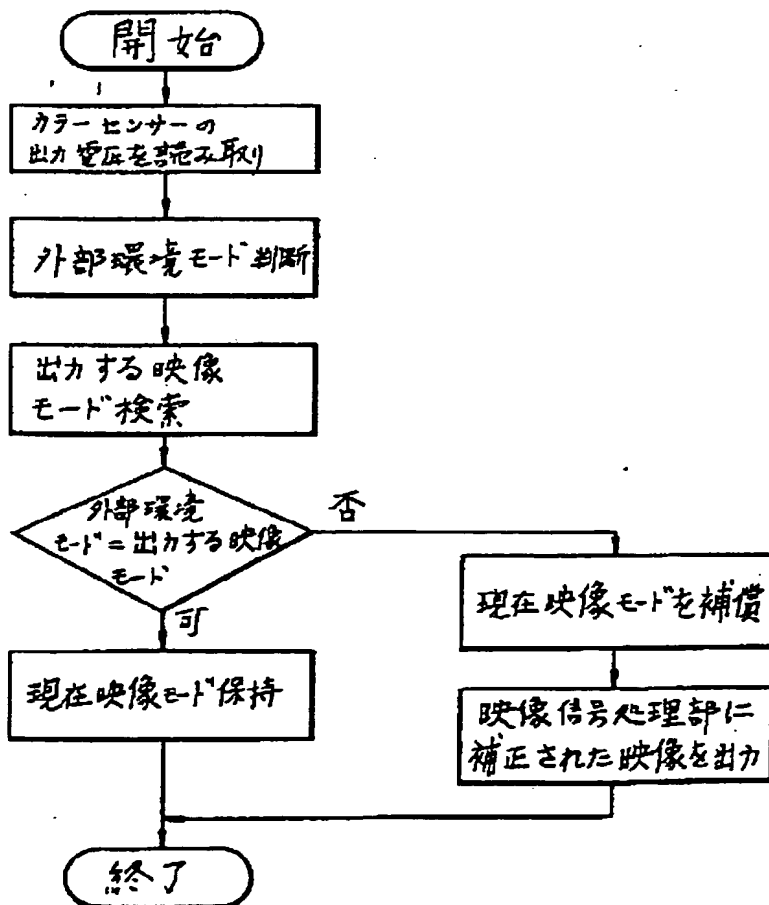 開始
カラーセンサーの
出力電圧を読み取り
外部環境モード判断
出力する映像
モード検索
外部環境
モード=出力する映像
モード
否
可
現在映像モードを補償
現在映像モード保持
映像信号処理部に
補正された映像を出力
終了